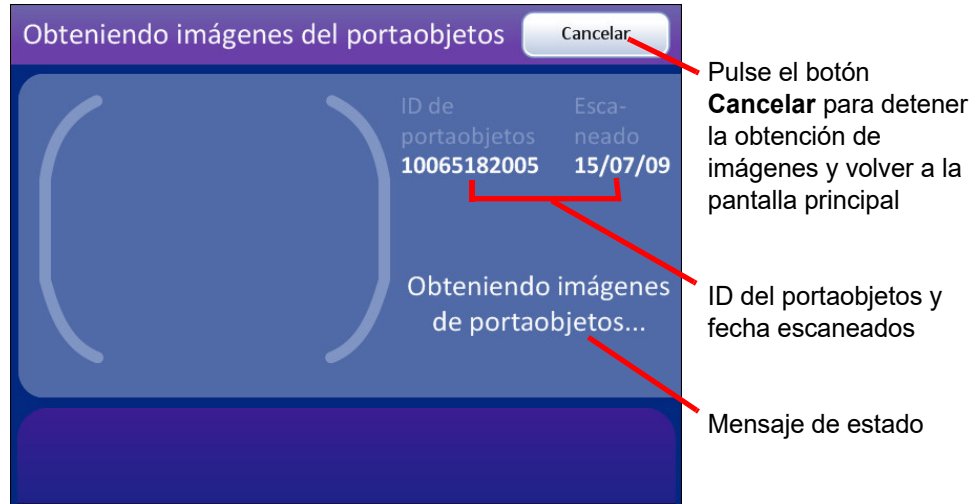 Obteniendo imágenes del portaobjetos
Cancelar
ID de
portaobjetos
10065182005
Esca-
neado
15/07/09
Obteniendo imágenes
de portaobjetos...
Pulse el botón
Cancelar para detener
la obtención de
imágenes y volver a la
pantalla principal
ID del portaobjetos y
fecha escaneados
Mensaje de estado